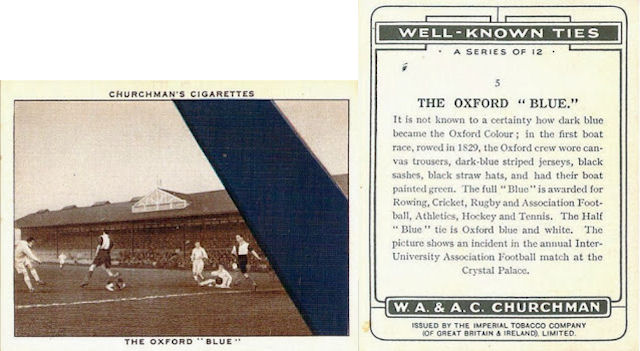 CHURCHMAN'S CIGARETTES
THE OXFORD "BLUE"
WELL-KNOWN TIES
· A SERIES OF 12 ·
5
THE OXFORD "BLUE."
It is not known to a certainty how dark blue
became the Oxford Colour; in the first boat
race, rowed in 1829, the Oxford crew wore can-
vas trousers, dark-blue striped jerseys, black
sashes, black straw hats, and had their boat
painted green. The full "Blue" is awarded for
Rowing, Cricket, Rugby and Association Foot-
ball, Athletics, Hockey and Tennis. The Half
"Blue" tie is Oxford blue and white. The
picture shows an incident in the annual Inter-
University Association Football match at the
Crystal Palace.
W. A. & A. C. CHURCHMAN
ISSUED BY THE IMPERIAL TOBACCO COMPANY
(OF GREAT BRITAIN & IRELAND), LIMITED.